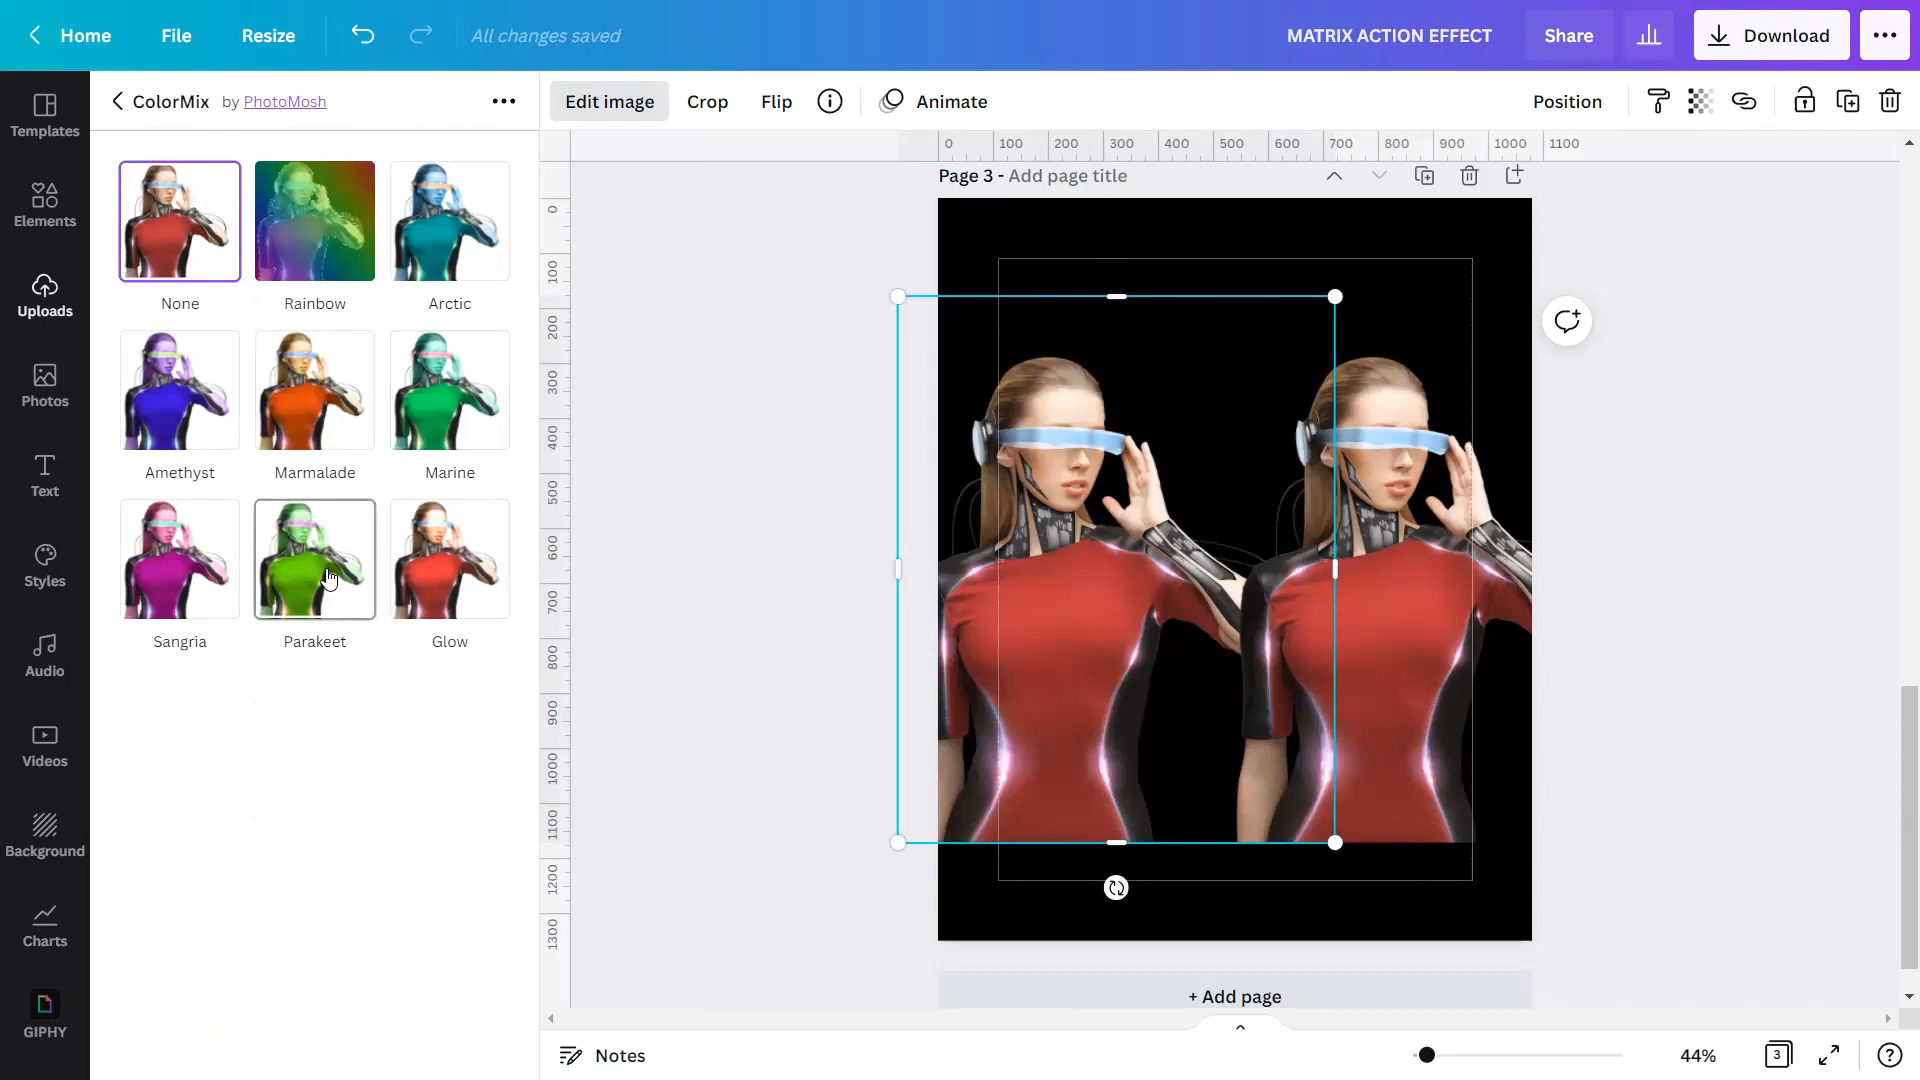 Home File Resize All changes saved MATRIX ACTION EFFECT Share Download
Templates
Elements
Uploads
Photos
Text
Styles
Audio
Videos
Background
Charts
GIPHY
ColorMix by PhotoMosh
None Rainbow Arctic
Amethyst Marmalade Marine
Sangria Parakeet Glow
Edit image Crop Flip Animate Position
0 100 200 300 400 500 600 700 800 900 1000 1100
0
100
200
300
400
500
600
700
800
900
1000
1100
1200
1300
Page 3 - Add page title
+ Add page
Notes 44% 3